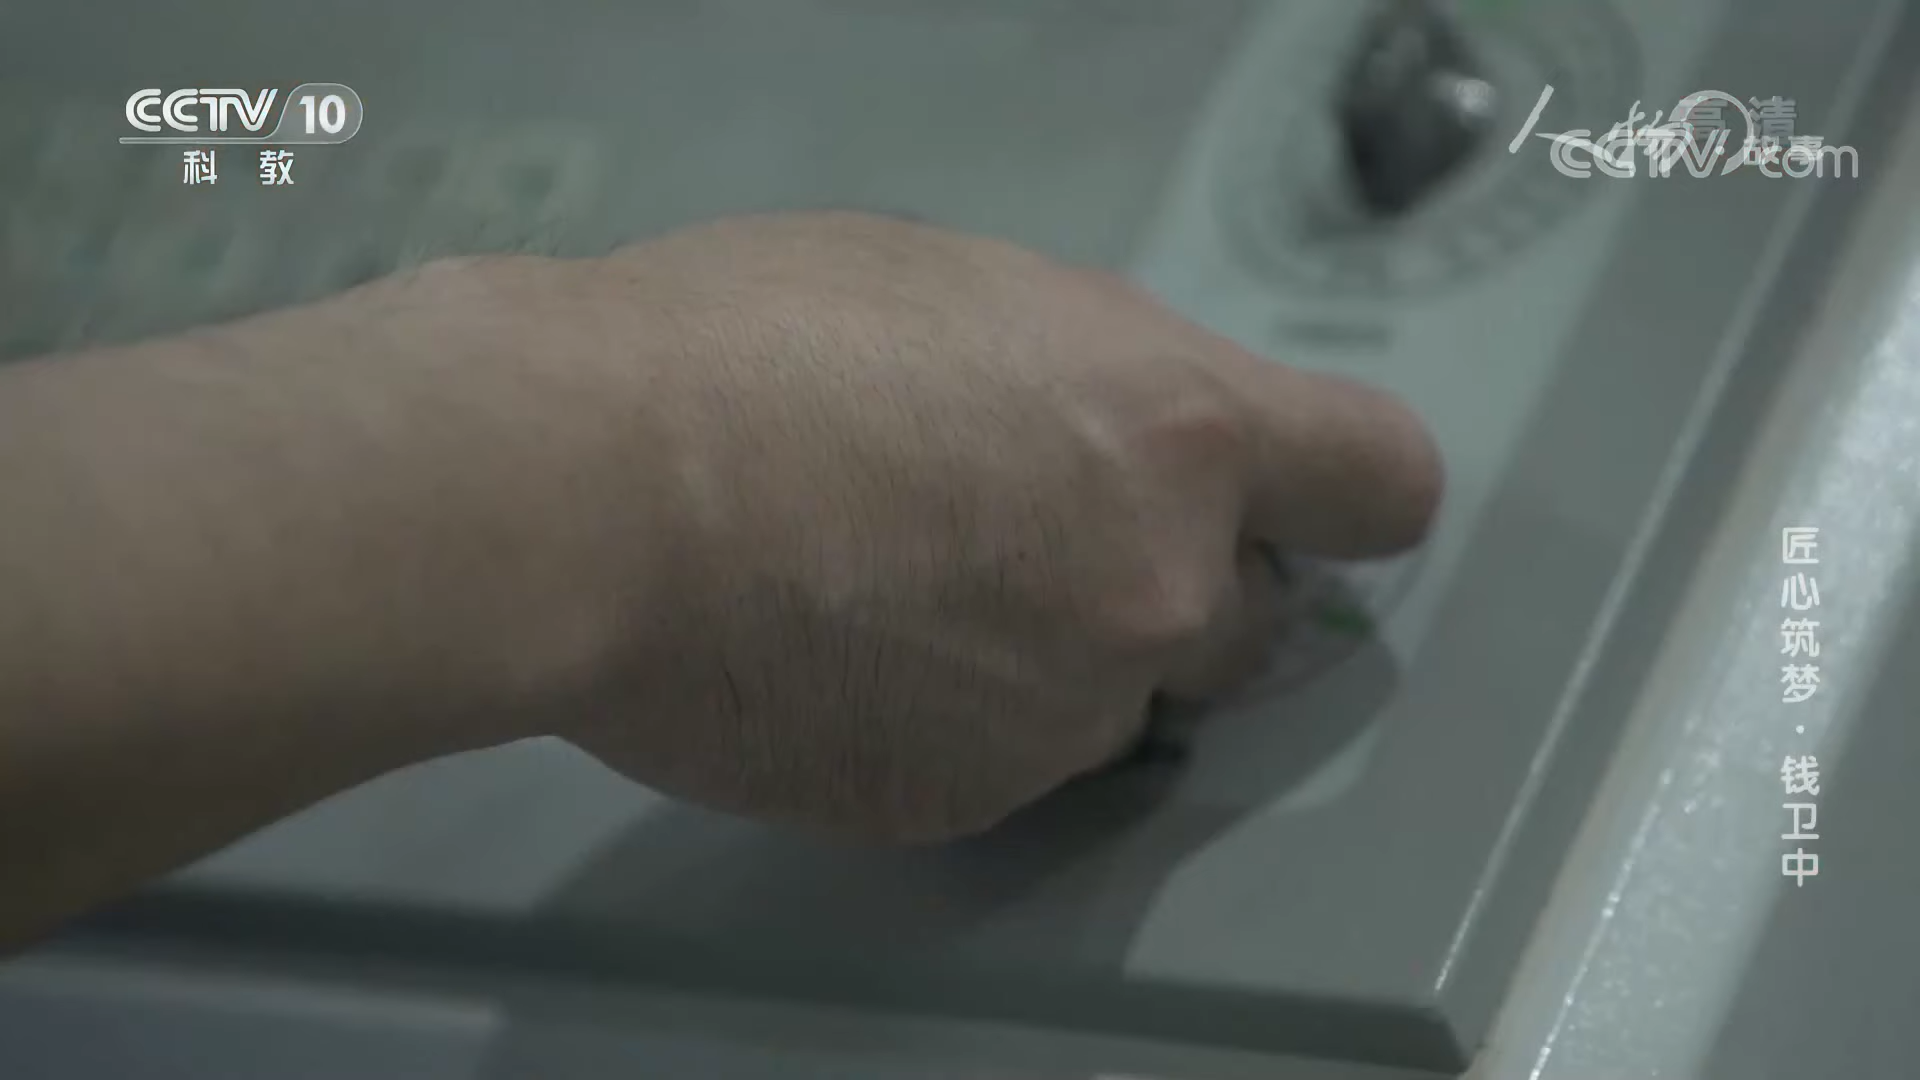 CCTV 10
科 教
人物 高清
故事
cctv.com
匠心筑梦·钱卫中